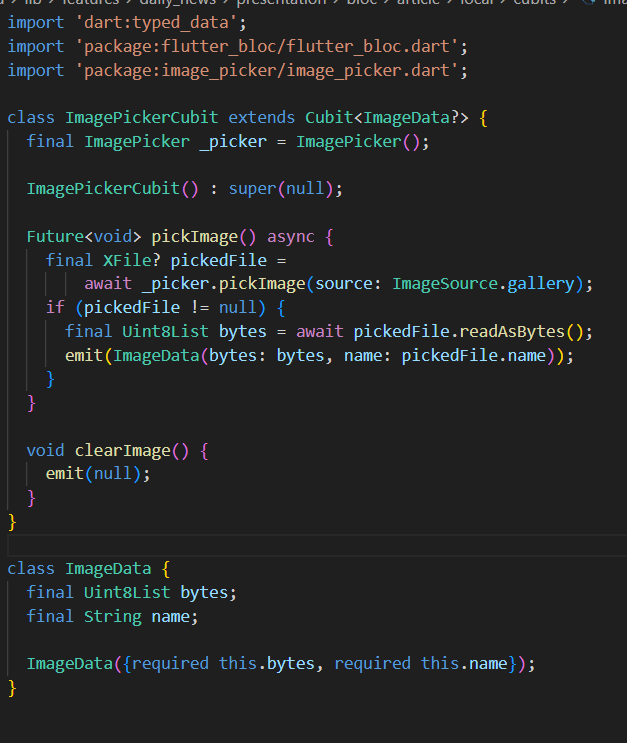 lib > features > daily_news > presentation > bloc > article > local > cubits >
import 'dart:typed_data';
import 'package:flutter_bloc/flutter_bloc.dart';
import 'package:image_picker/image_picker.dart';
class ImagePickerCubit extends Cubit<ImageData?> {
final ImagePicker _picker = ImagePicker();
ImagePickerCubit() : super(null);
Future<void> pickImage() async {
final XFile? pickedFile =
await _picker.pickImage(source: ImageSource.gallery);
if (pickedFile != null) {
final Uint8List bytes = await pickedFile.readAsBytes();
emit(ImageData(bytes: bytes, name: pickedFile.name));
}
}
void clearImage() {
emit(null);
}
}
class ImageData {
final Uint8List bytes;
final String name;
ImageData({required this.bytes, required this.name});
}